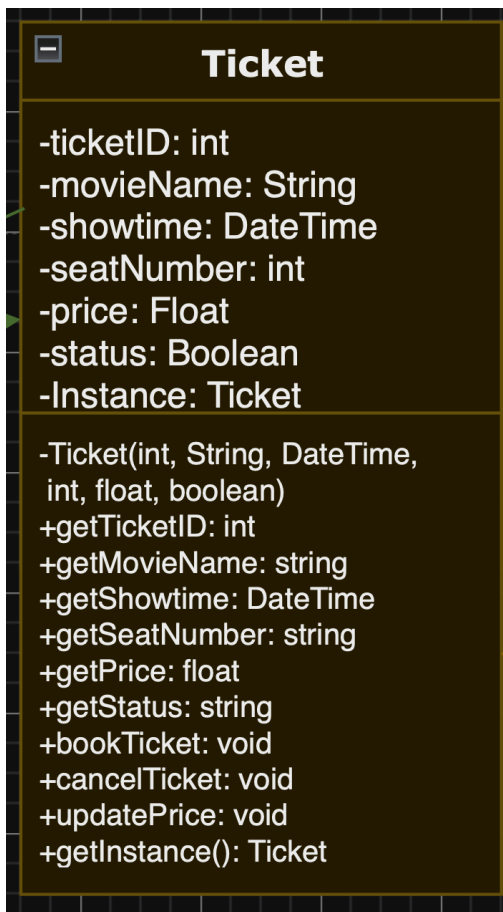 Ticket
-ticketID: int
-movieName: String
-showtime: DateTime
-seatNumber: int
-price: Float
-status: Boolean
-Instance: Ticket
-Ticket(int, String, DateTime,
int, float, boolean)
+getTicketID: int
+getMovieName: string
+getShowtime: DateTime
+getSeatNumber: string
+getPrice: float
+getStatus: string
+bookTicket: void
+cancelTicket: void
+updatePrice: void
+getInstance(): Ticket